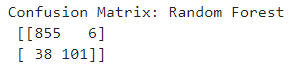 Confusion Matrix: Random Forest
[[855   6]
[ 38 101]]